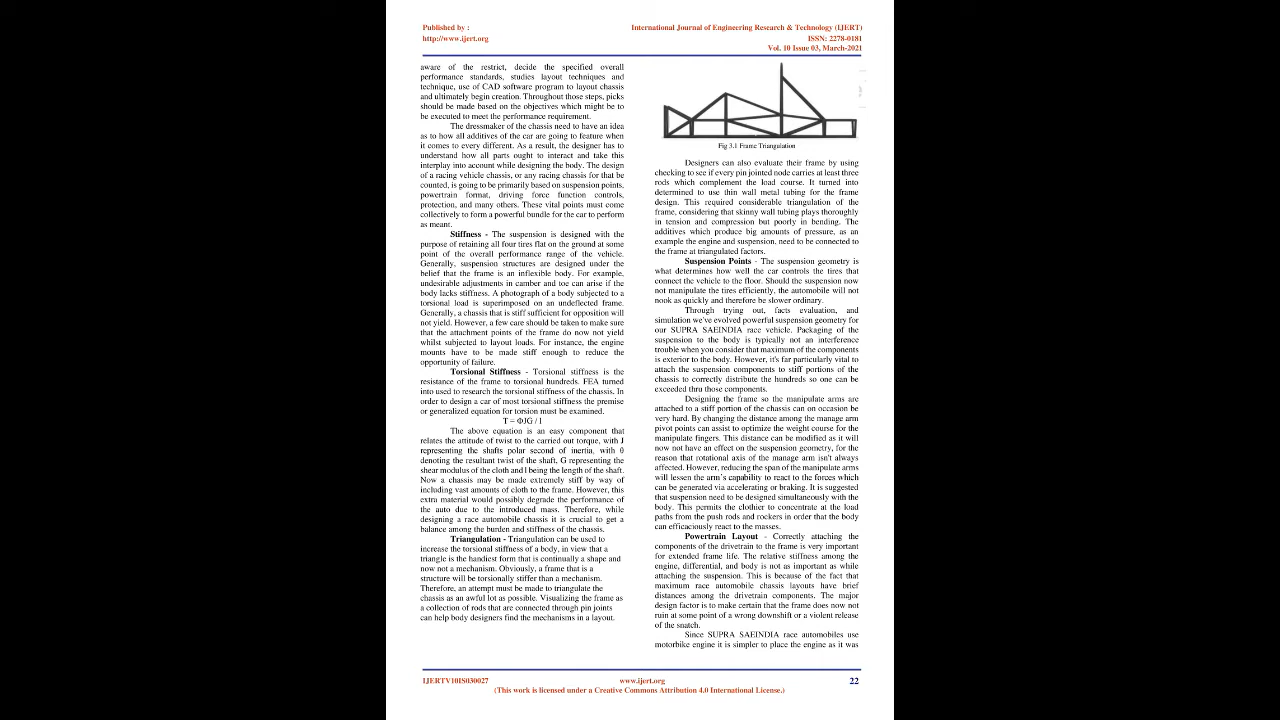 Published by :
http://www.ijert.org
International Journal of Engineering Research & Technology (IJERT)
ISSN: 2278-0181
Vol. 10 Issue 03, March-2021
aware of the restrict, decide the specified overall
performance standards, studies layout techniques and
technique, use of CAD software program to layout chassis
and ultimately begin creation. Throughout those steps, picks
should be made based on the objectives which might be to
be executed to meet the performance requirement.
The dressmaker of the chassis need to have an idea
as to how all additives of the car are going to feature when
it comes to every different. As a result, the designer has to
understand how all parts ought to interact and take this
interplay into account while designing the body. The design
of a racing vehicle chassis, or any racing chassis for that be
counted, is going to be primarily based on suspension points,
powertrain format, driving force function controls,
protection, and many others. These vital points must come
collectively to form a powerful bundle for the car to perform
as meant.
Stiffness - The suspension is designed with the
purpose of retaining all four tires flat on the ground at some
point of the overall performance range of the vehicle.
Generally, suspension structures are designed under the
belief that the frame is an inflexible body. For example,
undesirable adjustments in camber and toe can arise if the
body lacks stiffness. A photograph of a body subjected to a
torsional load is superimposed on an undeflected frame.
Generally, a chassis that is stiff sufficient for opposition will
not yield. However, a few care should be taken to make sure
that the attachment points of the frame do now not yield
whilst subjected to layout loads. For instance, the engine
mounts have to be made stiff enough to reduce the
opportunity of failure.
Torsional Stiffness - Torsional stiffness is the
resistance of the frame to torsional hundreds. FEA turned
into used to research the torsional stiffness of the chassis. In
order to design a car of most torsional stiffness the premise
or generalized equation for torsion must be examined.
T = ΦJG / l
The above equation is an easy component that
relates the attitude of twist to the carried out torque, with J
representing the shafts polar second of inertia, with θ
denoting the resultant twist of the shaft, G representing the
shear modulus of the cloth and l being the length of the shaft.
Now a chassis may be made extremely stiff by way of
including vast amounts of cloth to the frame. However, this
extra material would possibly degrade the performance of
the auto due to the introduced mass. Therefore, while
designing a race automobile chassis it is crucial to get a
balance among the burden and stiffness of the chassis.
Triangulation - Triangulation can be used to
increase the torsional stiffness of a body, in view that a
triangle is the handiest form that is continually a shape and
now not a mechanism. Obviously, a frame that is a
structure will be torsionally stiffer than a mechanism.
Therefore, an attempt must be made to triangulate the
chassis as an awful lot as possible. Visualizing the frame as
a collection of rods that are connected through pin joints
can help body designers find the mechanisms in a layout.
Fig 3.1 Frame Triangulation
Designers can also evaluate their frame by using
checking to see if every pin jointed node carries at least three
rods which complement the load course. It turned into
determined to use thin wall metal tubing for the frame
design. This required considerable triangulation of the
frame, considering that skinny wall tubing plays thoroughly
in tension and compression but poorly in bending. The
additives which produce big amounts of pressure, as an
example the engine and suspension, need to be connected to
the frame at triangulated factors.
Suspension Points - The suspension geometry is
what determines how well the car controls the tires that
connect the vehicle to the floor. Should the suspension now
not manipulate the tires efficiently, the automobile will not
nook as quickly and therefore be slower ordinary.
Through trying out, facts evaluation, and
simulation we've evolved powerful suspension geometry for
our SUPRA SAEINDIA race vehicle. Packaging of the
suspension to the body is typically not an interference
trouble when you consider that maximum of the components
is exterior to the body. However, it's far particularly vital to
attach the suspension components to stiff portions of the
chassis to correctly distribute the hundreds so one can be
exceeded thru those components.
Designing the frame so the manipulate arms are
attached to a stiff portion of the chassis can on occasion be
very hard. By changing the distance among the manage arm
pivot points can assist to optimize the weight course for the
manipulate fingers. This distance can be modified as it will
now not have an effect on the suspension geometry, for the
reason that rotational axis of the manage arm isn't always
affected. However, reducing the span of the manipulate arms
will lessen the arm's capability to react to the forces which
can be generated via accelerating or braking. It is suggested
that suspension need to be designed simultaneously with the
body. This permits the clothier to concentrate at the load
paths from the push rods and rockers in order that the body
can efficaciously react to the masses.
Powertrain Layout - Correctly attaching the
components of the drivetrain to the frame is very important
for extended frame life. The relative stiffness among the
engine, differential, and body is not as important as while
attaching the suspension. This is because of the fact that
maximum race automobile chassis layouts have brief
distances among the drivetrain components. The major
design factor is to make certain that the frame does now not
ruin at some point of a wrong downshift or a violent release
of the snatch.
Since SUPRA SAEINDIA race automobiles use
motorbike engine it is simpler to place the engine as it was
IJERTV10IS030027
www.ijert.org
22
(This work is licensed under a Creative Commons Attribution 4.0 International License.)